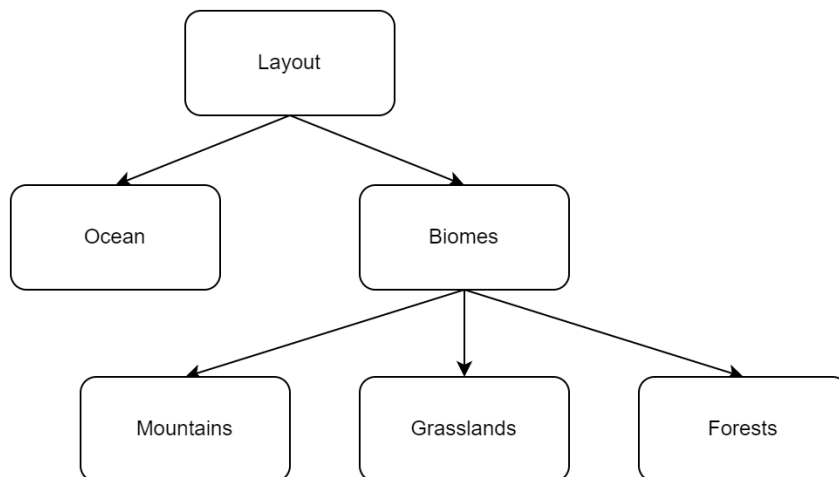 Layout
Ocean
Biomes
Mountains
Grasslands
Forests